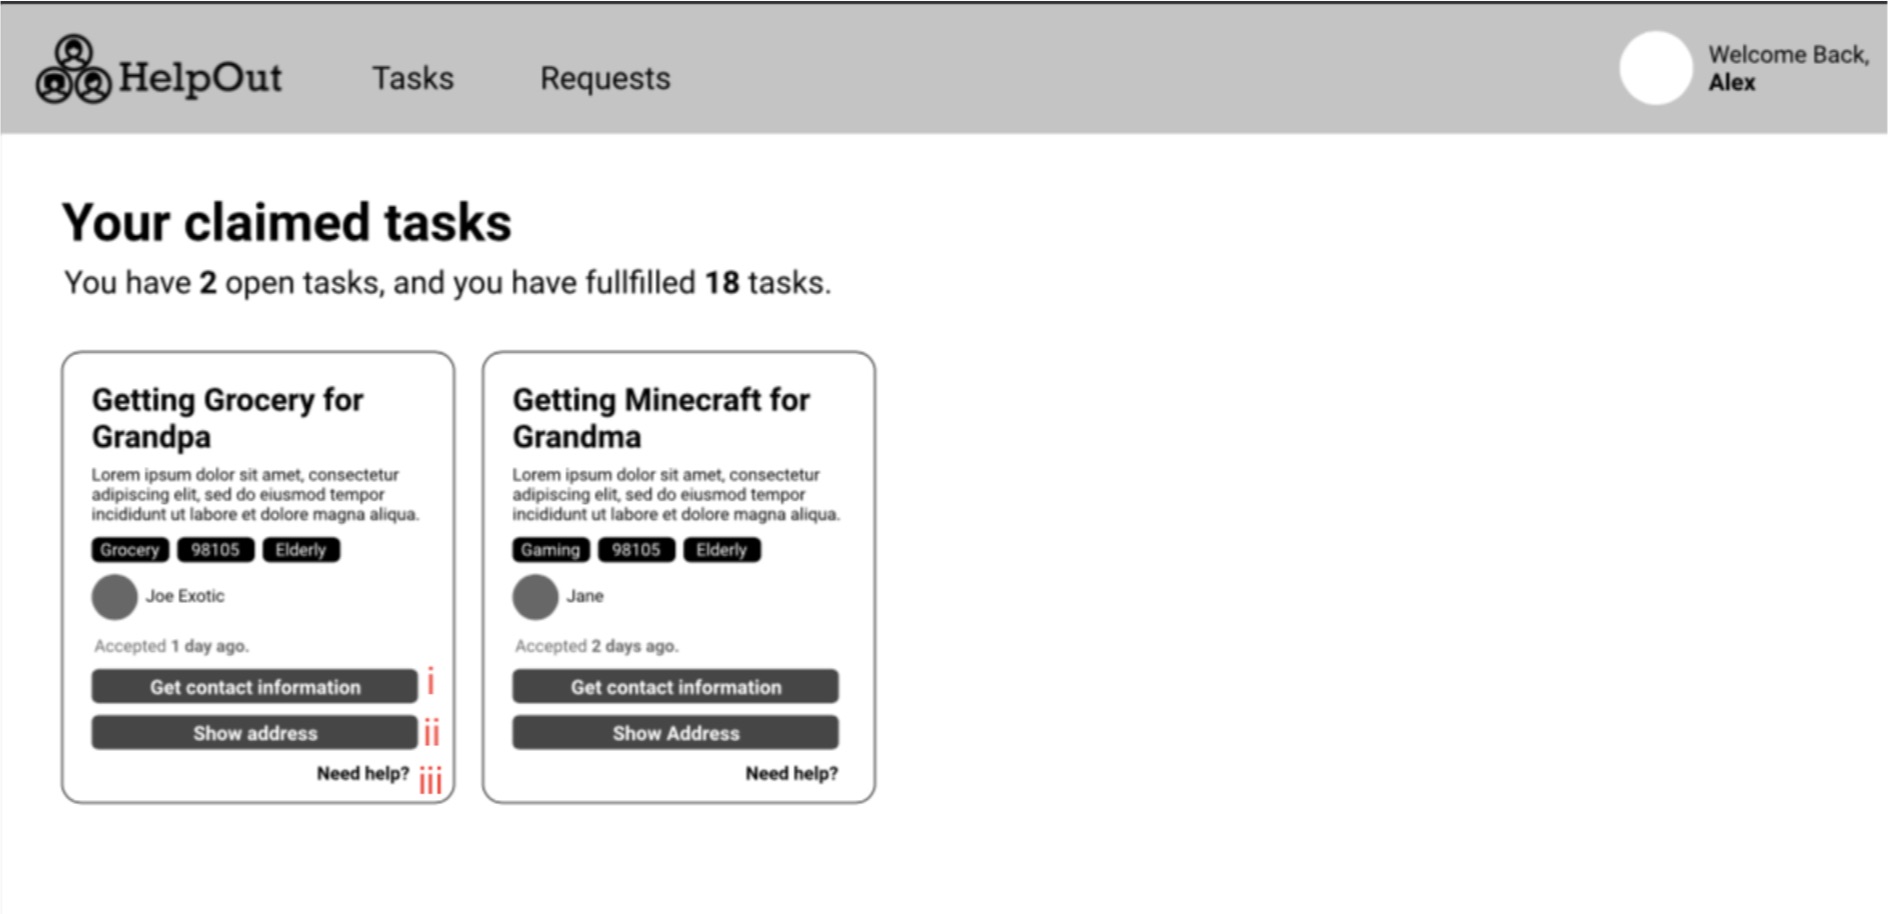 HelpOut
Tasks
Requests
Welcome Back,
Alex
Your claimed tasks
You have 2 open tasks, and you have fullfilled 18 tasks.
Getting Grocery for
Grandpa
Lorem ipsum dolor sit amet, consectetur
adipiscing elit, sed do eiusmod tempor
incididunt ut labore et dolore magna aliqua.
Grocery 98105 Elderly
Joe Exotic
Accepted 1 day ago.
Get contact information i
Show address ii
Need help? iii
Getting Minecraft for
Grandma
Lorem ipsum dolor sit amet, consectetur
adipiscing elit, sed do eiusmod tempor
incididunt ut labore et dolore magna aliqua.
Gaming 98105 Elderly
Jane
Accepted 2 days ago.
Get contact information
Show Address
Need help?